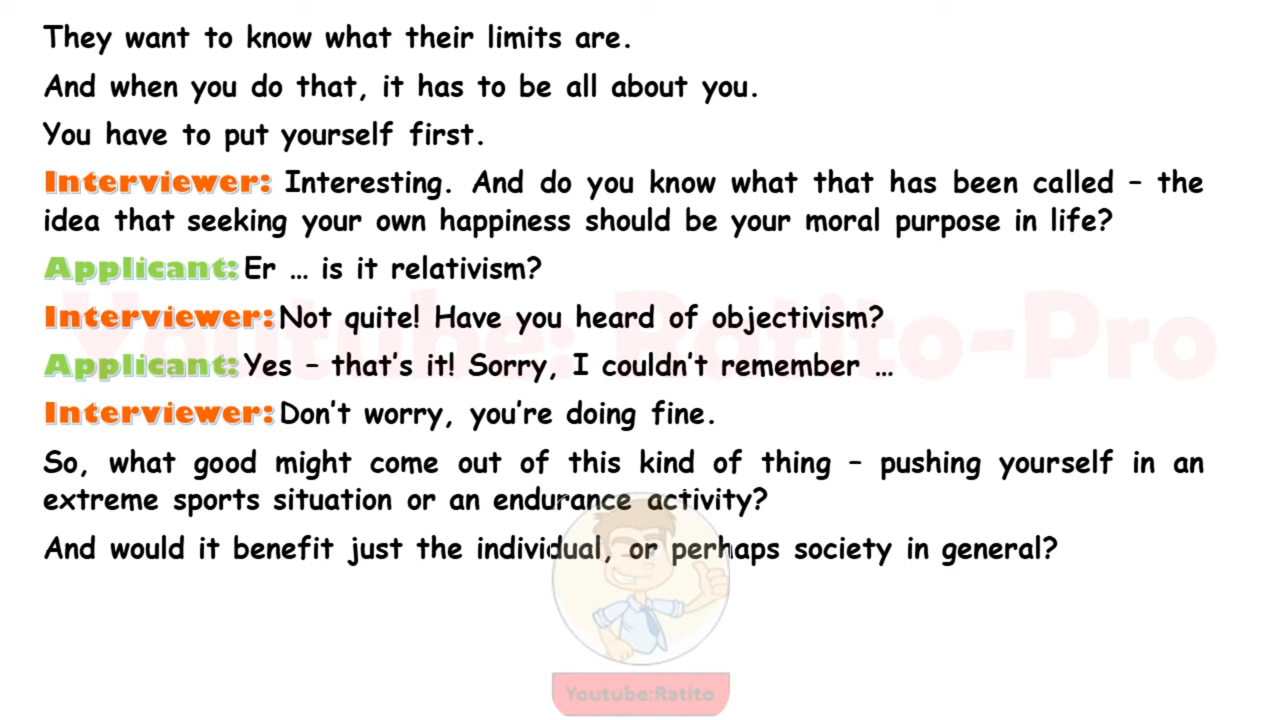 They want to know what their limits are.
And when you do that, it has to be all about you.
You have to put yourself first.
Interviewer: Interesting. And do you know what that has been called – the
idea that seeking your own happiness should be your moral purpose in life?
Applicant: Er … is it relativism?
Interviewer: Not quite! Have you heard of objectivism?
Applicant: Yes – that's it! Sorry, I couldn't remember …
Youtube: Ratito-Pro
Interviewer: Don't worry, you're doing fine.
So, what good might come out of this kind of thing – pushing yourself in an
extreme sports situation or an endurance activity?
And would it benefit just the individual, or perhaps society in general?
Youtube:Ratito